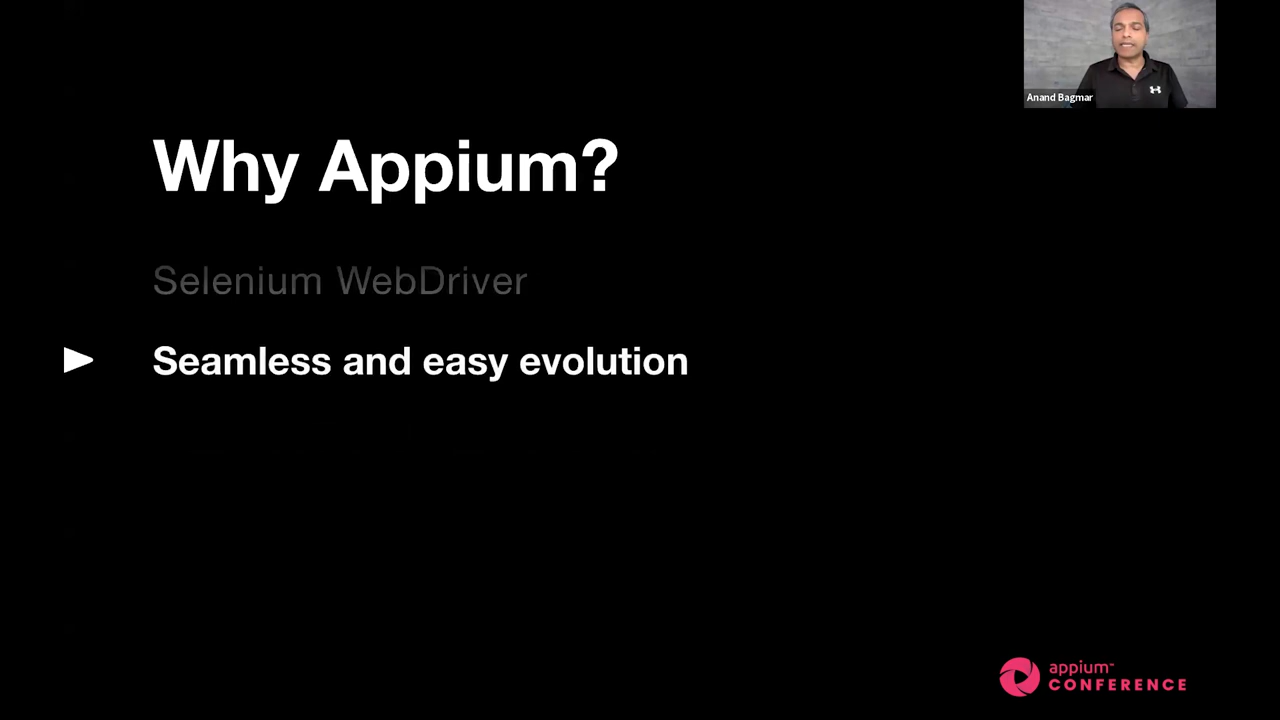 Anand Bagmar
Why Appium?
Selenium WebDriver
Seamless and easy evolution
appium
CONFERENCE